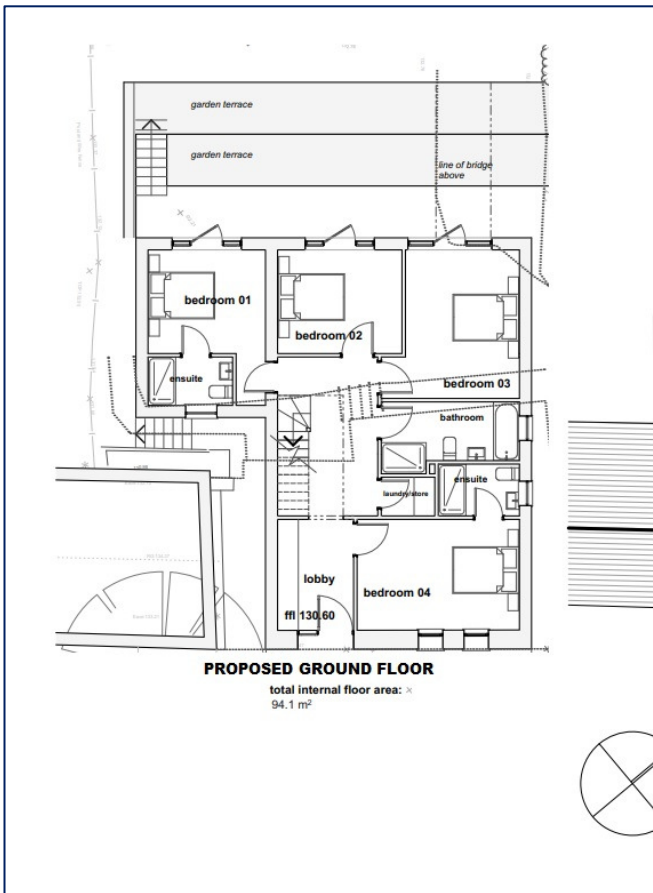 garden terrace
garden terrace
line of bridge
above
bedroom 01
bedroom 02
bedroom 03
ensuite
bathroom
ensuite
laundry/store
lobby
bedroom 04
ffl 130.60
PROPOSED GROUND FLOOR
total internal floor area:
94.1 m²